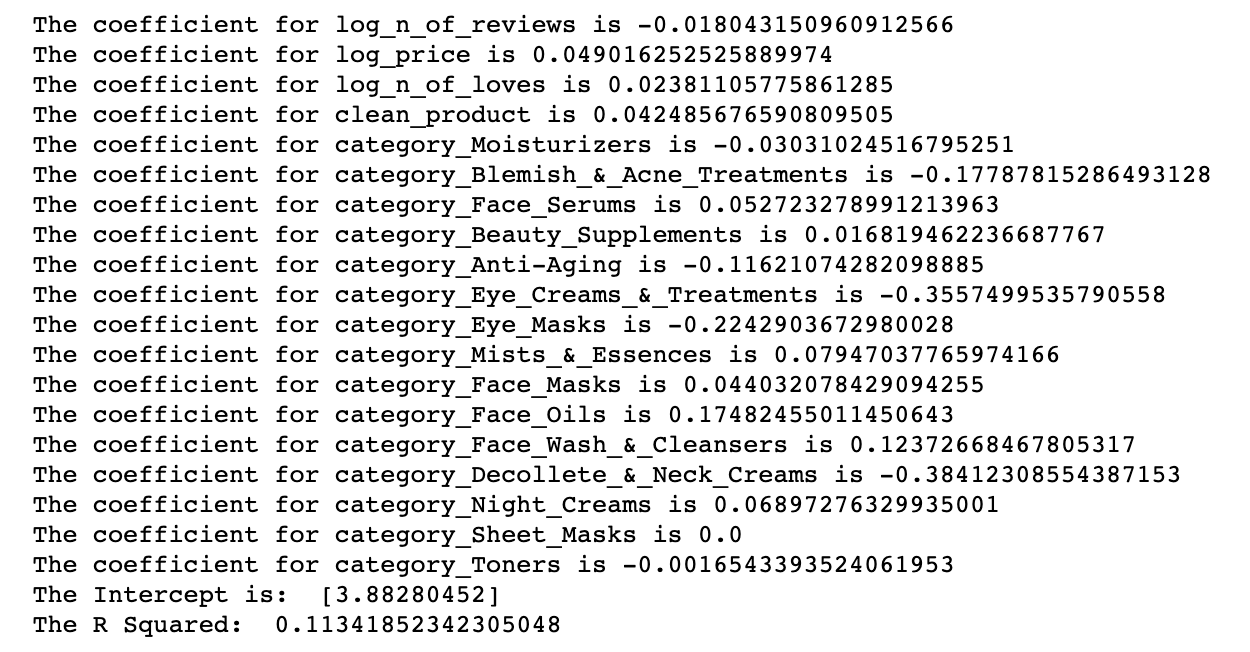 The coefficient for log_n_of_reviews is -0.018043150960912566
The coefficient for log_price is 0.049016252525889974
The coefficient for log_n_of_loves is 0.02381105775861285
The coefficient for clean_product is 0.042485676590809505
The coefficient for category_Moisturizers is -0.03031024516795251
The coefficient for category_Blemish_&_Acne_Treatments is -0.17787815286493128
The coefficient for category_Face_Serums is 0.052723278991213963
The coefficient for category_Beauty_Supplements is 0.016819462236687767
The coefficient for category_Anti-Aging is -0.11621074282098885
The coefficient for category_Eye_Creams_&_Treatments is -0.3557499535790558
The coefficient for category_Eye_Masks is -0.2242903672980028
The coefficient for category_Mists_&_Essences is 0.07947037765974166
The coefficient for category_Face_Masks is 0.044032078429094255
The coefficient for category_Face_Oils is 0.17482455011450643
The coefficient for category_Face_Wash_&_Cleansers is 0.12372668467805317
The coefficient for category_Decollete_&_Neck_Creams is -0.38412308554387153
The coefficient for category_Night_Creams is 0.06897276329935001
The coefficient for category_Sheet_Masks is 0.0
The coefficient for category_Toners is -0.0016543393524061953
The Intercept is:  [3.88280452]
The R Squared:  0.11341852342305048